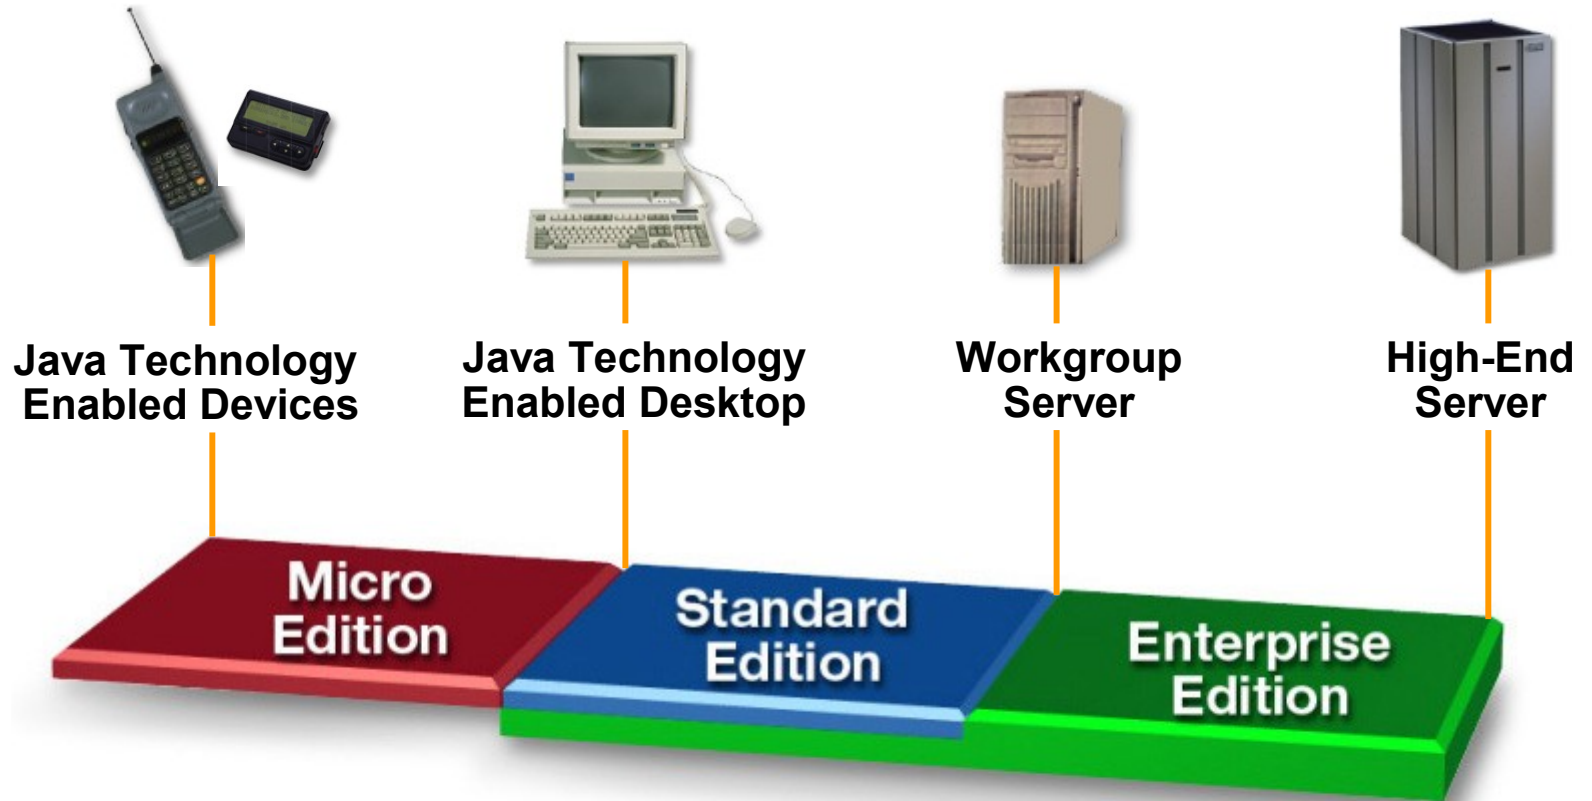 Java Technology
Enabled Devices
Java Technology
Enabled Desktop
Workgroup
Server
High-End
Server
Micro
Edition
Standard
Edition
Enterprise
Edition